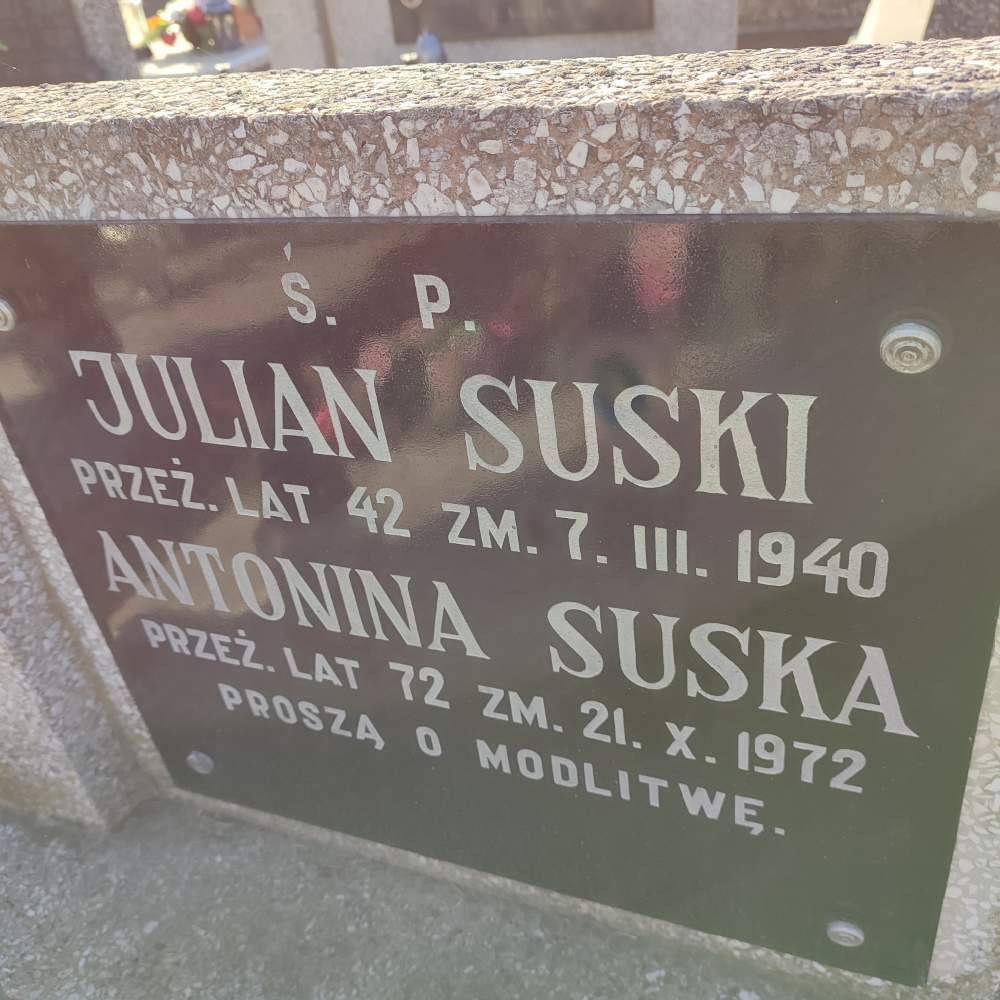 Ś. P.
JULIAN SUSKI
PRZEŻ. LAT 42 ZM. 7. III. 1940
ANTONINA SUSKA
PRZEŻ. LAT 72 ZM. 21. X. 1972
PROSZĄ O MODLITWĘ.